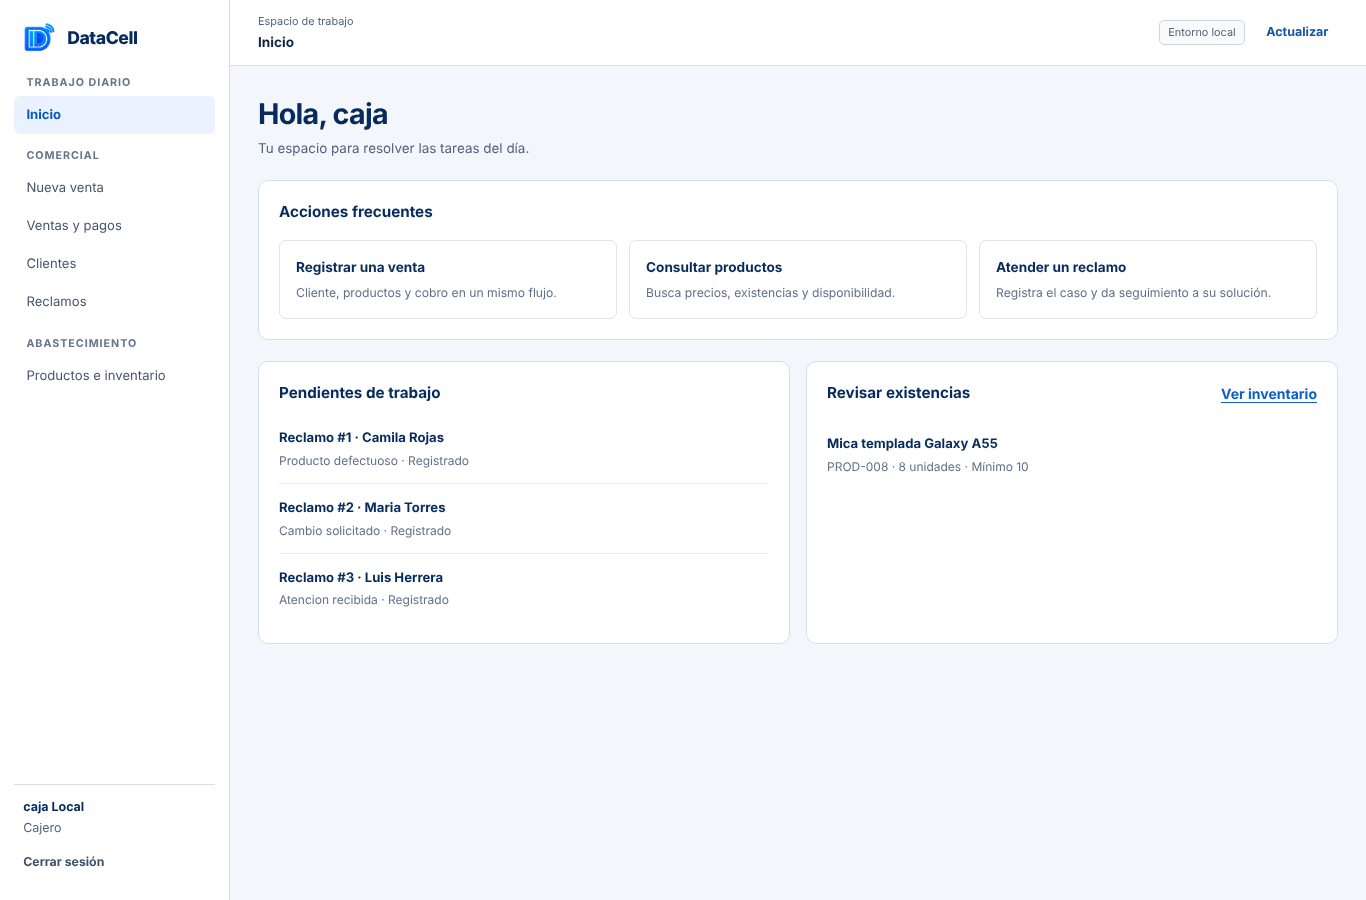 DataCell
TRABAJO DIARIO
Inicio
COMERCIAL
Nueva venta
Ventas y pagos
Clientes
Reclamos
ABASTECIMIENTO
Productos e inventario
caja Local
Cajero
Cerrar sesión
Espacio de trabajo
Inicio
Entorno local
Actualizar
Hola, caja
Tu espacio para resolver las tareas del día.
Acciones frecuentes
Registrar una venta
Cliente, productos y cobro en un mismo flujo.
Consultar productos
Busca precios, existencias y disponibilidad.
Atender un reclamo
Registra el caso y da seguimiento a su solución.
Pendientes de trabajo
Reclamo #1 · Camila Rojas
Producto defectuoso · Registrado
Reclamo #2 · Maria Torres
Cambio solicitado · Registrado
Reclamo #3 · Luis Herrera
Atencion recibida · Registrado
Revisar existencias
Ver inventario
Mica templada Galaxy A55
PROD-008 · 8 unidades · Mínimo 10